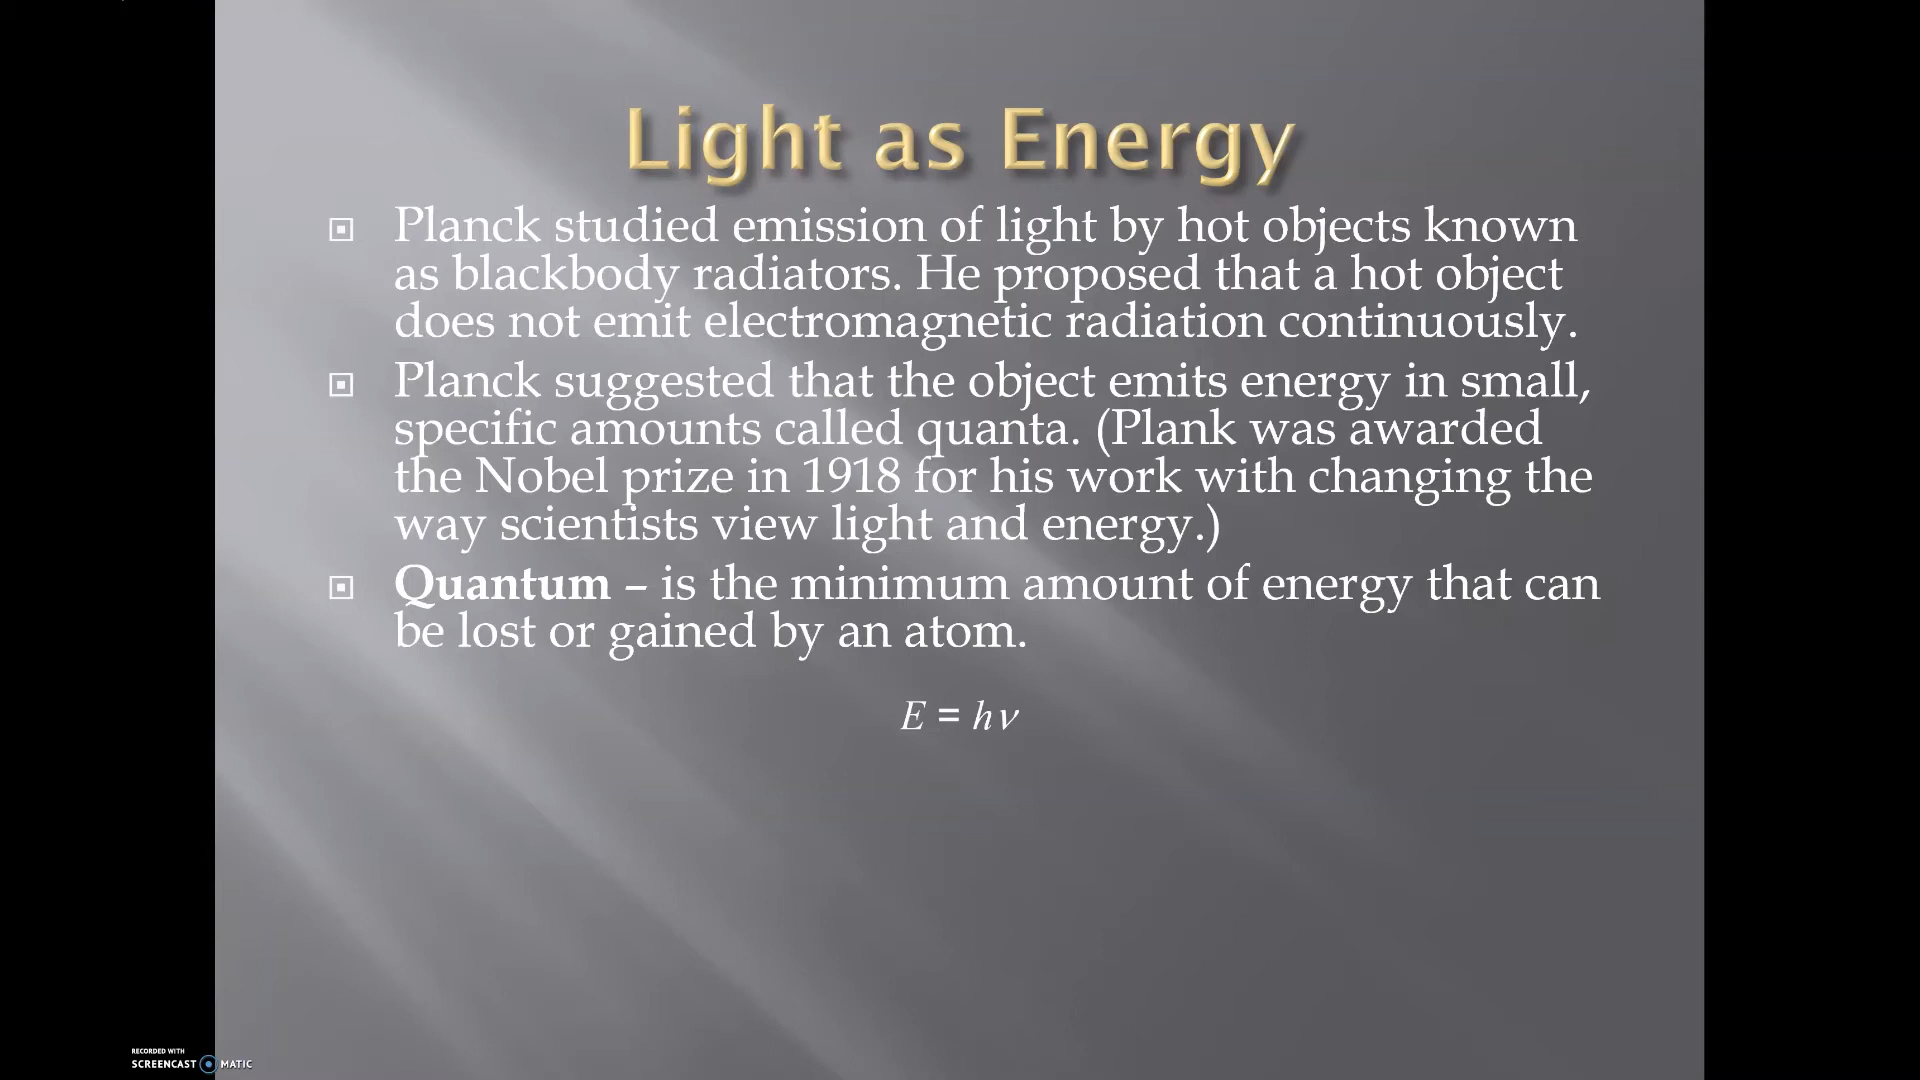 Light as Energy
Planck studied emission of light by hot objects known
as blackbody radiators. He proposed that a hot object
does not emit electromagnetic radiation continuously.
Planck suggested that the object emits energy in small,
specific amounts called quanta. (Plank was awarded
the Nobel prize in 1918 for his work with changing the
way scientists view light and energy.)
Quantum – is the minimum amount of energy that can
be lost or gained by an atom.
E = hν
RECORDED WITH
SCREENCAST MATIC